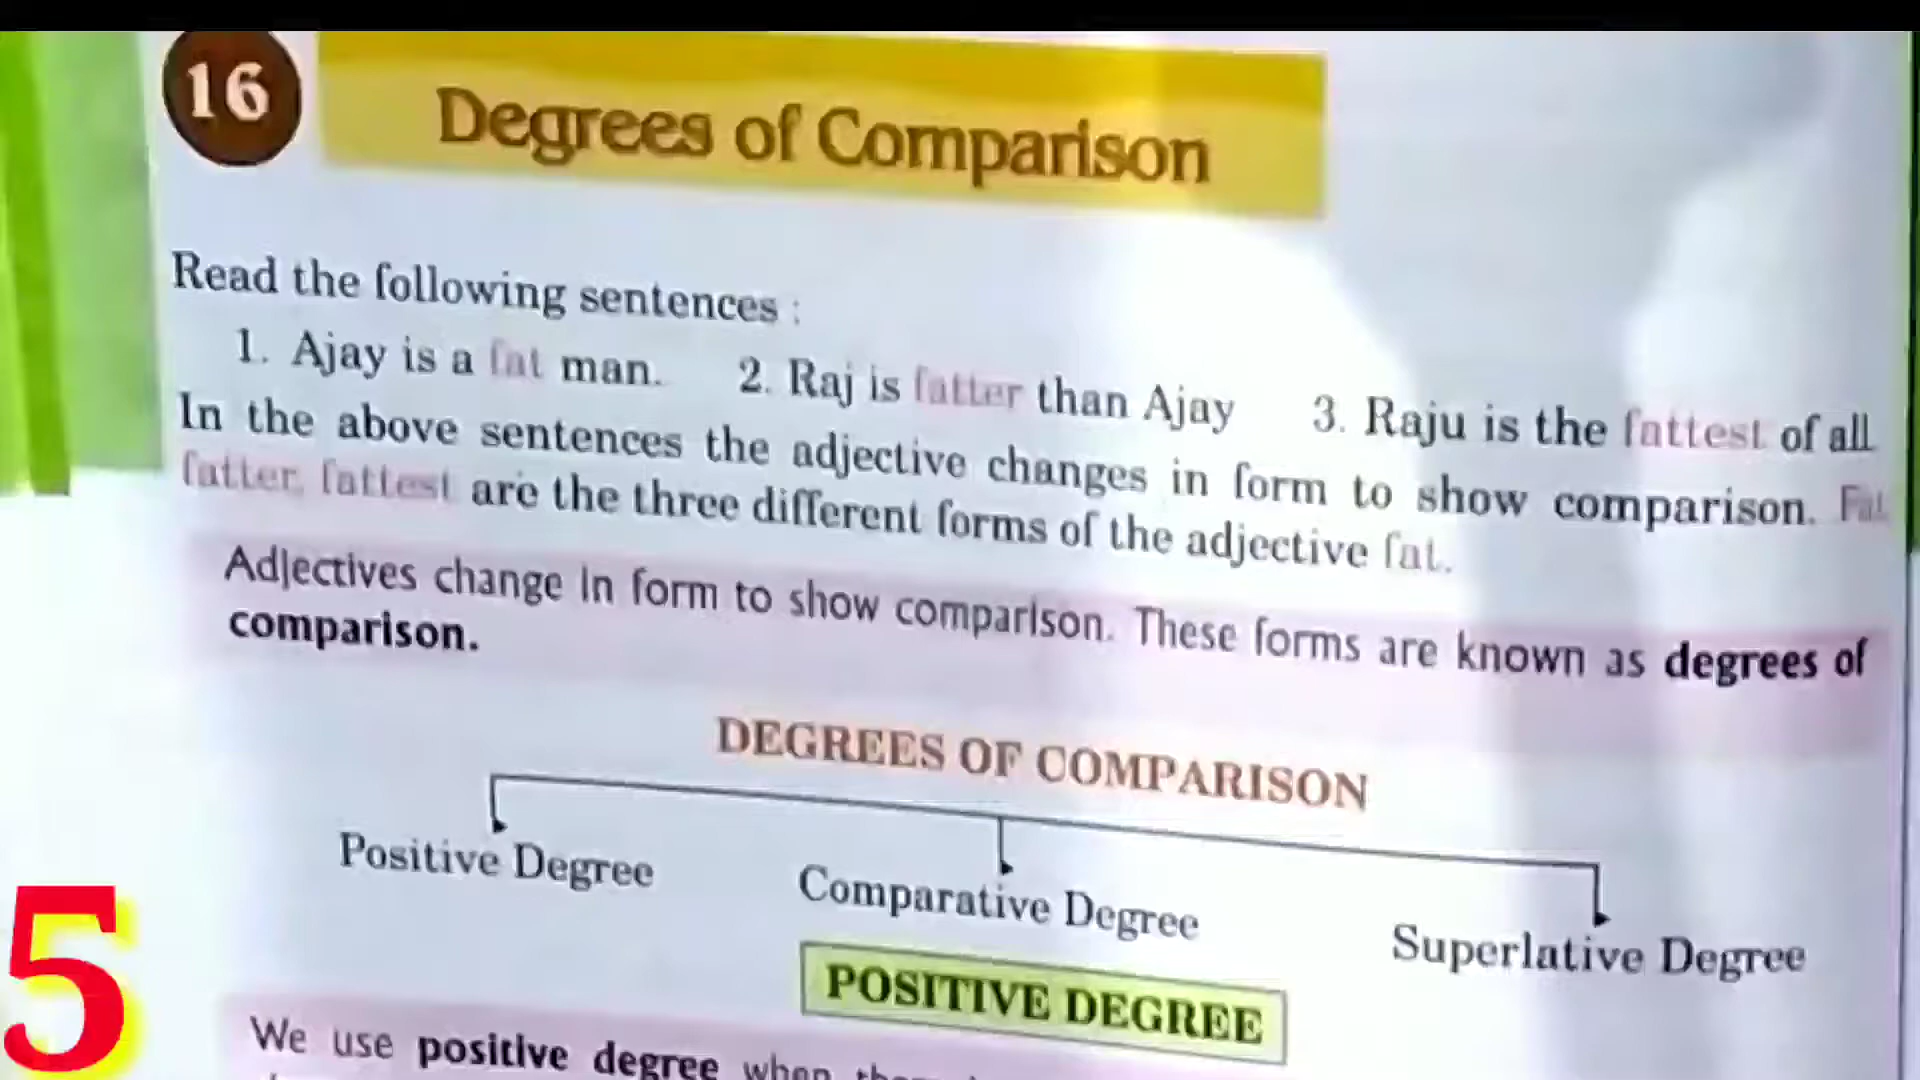 16
Degrees of Comparison
Read the following sentences :
1. Ajay is a fat man. 2. Raj is fatter than Ajay 3. Raju is the fattest of all
In the above sentences the adjective changes in form to show comparison. Fat
fatter, fattest are the three different forms of the adjective fat.
Adjectives change in form to show comparison. These forms are known as degrees of
comparison.
DEGREES OF COMPARISON
Positive Degree
Comparative Degree
Superlative Degree
POSITIVE DEGREE
We use positive degree when
5